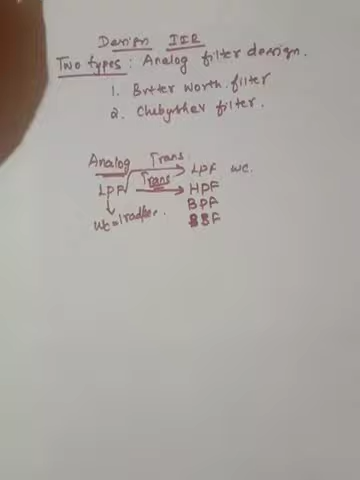 Design IIR
Two types: Analog filter design.
1. Butter worth filter
2. Chebyshev filter.
Analog Trans LPF wc
LPF Trans HPF
BPF
wc=1rad/sec. BSF